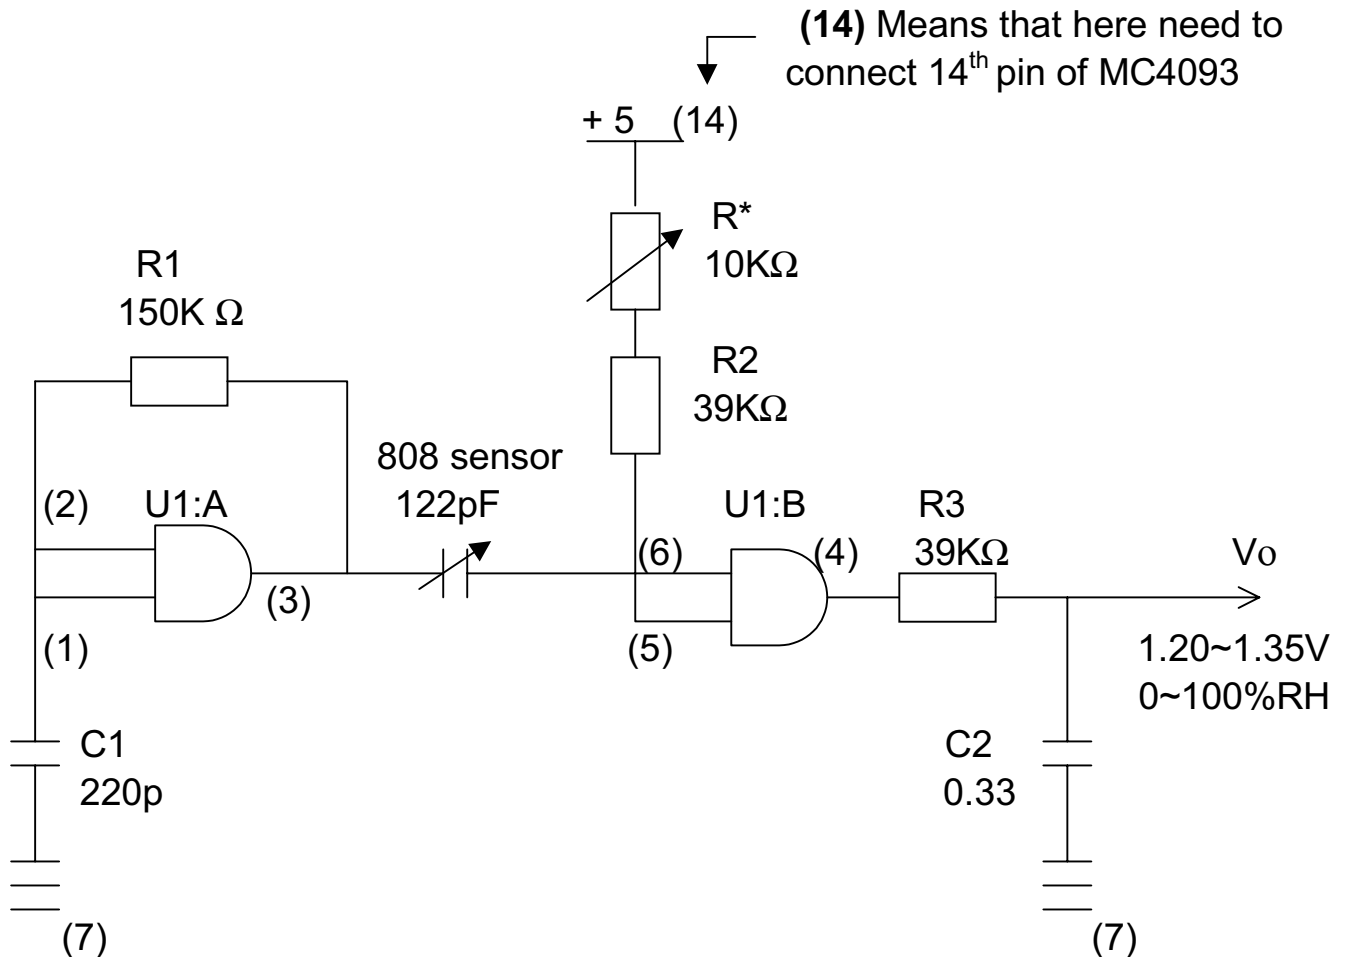 (14) Means that here need to
connect 14th pin of MC4093
+ 5 (14)
R*
10KΩ
R1
150K Ω
R2
39KΩ
808 sensor
122pF
(2)
U1:A
(3)
(1)
U1:B
(6)
(4)
(5)
R3
39KΩ
Vo
1.20~1.35V
0~100%RH
C1
220p
C2
0.33
(7)
(7)